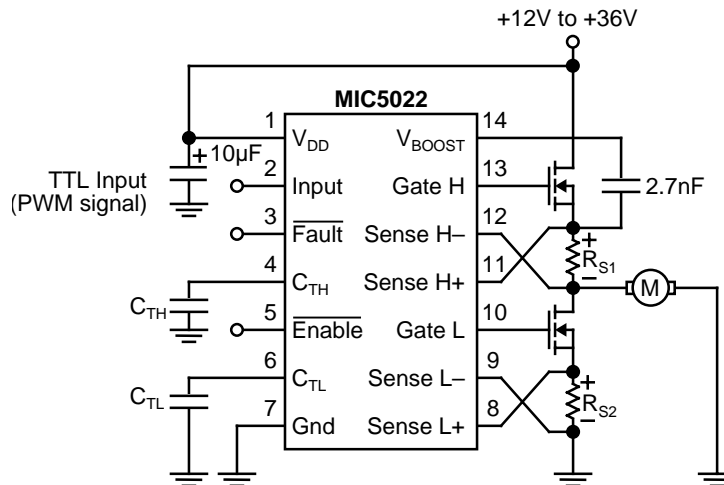 +12V to +36V
MIC5022
1
14
VDD
VBOOST
+ 10µF
TTL Input
(PWM signal)
2
13
Input
Gate H
2.7nF
3
12
Fault
Sense H–
+
RS1
–
4
11
CTH
Sense H+
CTH
M
5
10
Enable
Gate L
6
9
CTL
Sense L–
+
RS2
–
CTL
7
8
Gnd
Sense L+